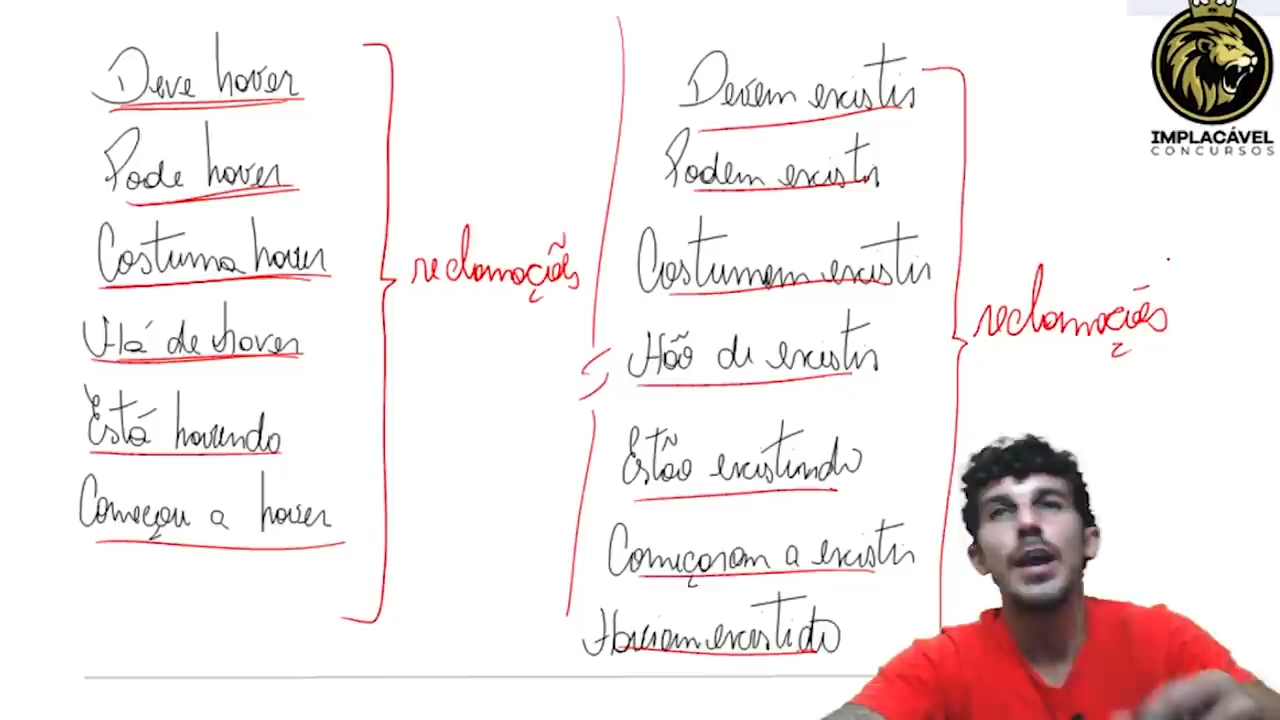 Deve haver
Pode haver
Costuma haver
Há de haver
Está havendo
Começou a haver
reclamações
Devem existir
Podem existir
Costumam existir
Hão de existir
Estão existindo
Começaram a existir
Haviam existido
reclamações
IMPLACÁVEL
CONCURSOS